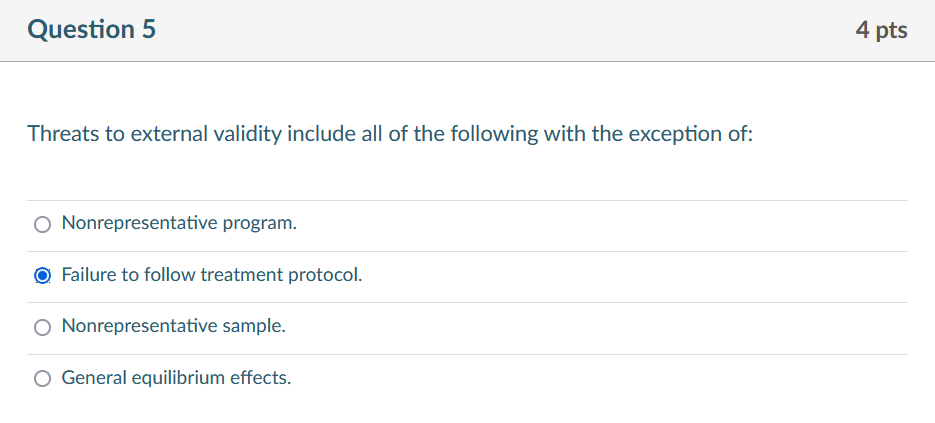 Question 5
4 pts
Threats to external validity include all of the following with the exception of:
Nonrepresentative program.
Failure to follow treatment protocol.
Nonrepresentative sample.
General equilibrium effects.